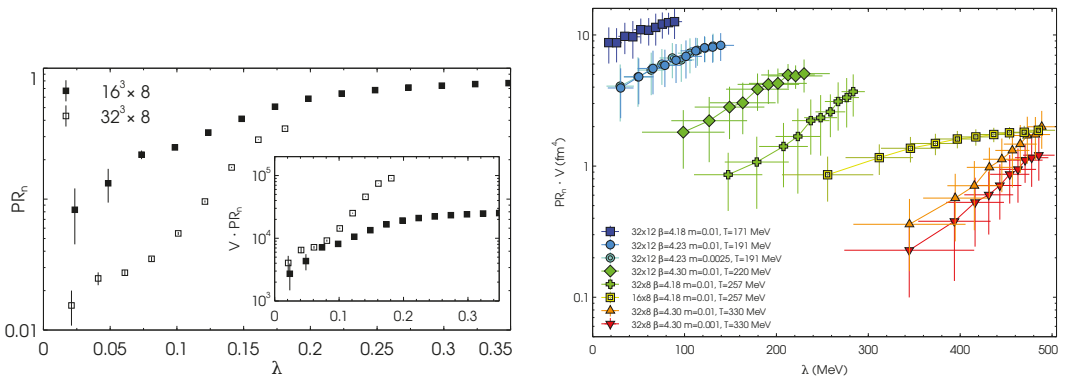 1
0.1
0.01
PRₙ
16³ × 8
32³ × 8
10⁵
10⁴
10³
V · PRₙ
0 0.1 0.2 0.3
0 0.05 0.1 0.15 0.2 0.25 0.3 0.35
λ
10
1
0.1
PRₙ · V (fm⁴)
32x12 β=4.18 m=0.01, T=171 MeV
32x12 β=4.23 m=0.01, T=191 MeV
32x12 β=4.23 m=0.0025, T=191 MeV
32x12 β=4.30 m=0.01, T=220 MeV
32x8 β=4.18 m=0.01, T=257 MeV
16x8 β=4.18 m=0.01, T=257 MeV
32x8 β=4.30 m=0.01, T=330 MeV
32x8 β=4.30 m=0.001, T=330 MeV
0 100 200 300 400 500
λ (MeV)